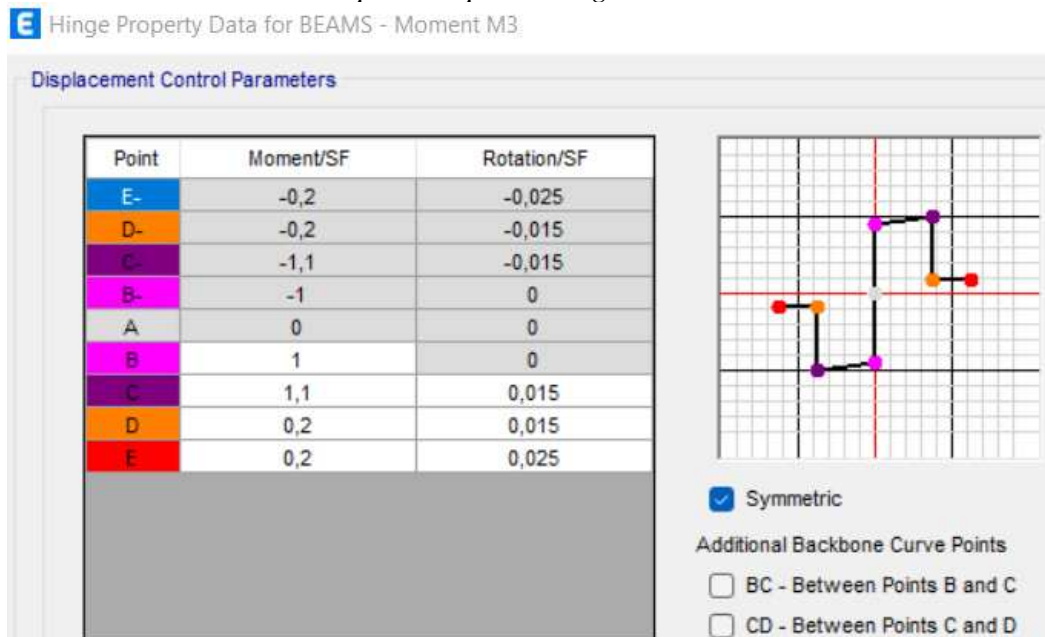 E Hinge Property Data for BEAMS - Moment M3
Displacement Control Parameters
Point Moment/SF Rotation/SF
E- -0,2 -0,025
D- -0,2 -0,015
C- -1,1 -0,015
B- -1 0
A 0 0
B 1 0
C 1,1 0,015
D 0,2 0,015
E 0,2 0,025
Symmetric
Additional Backbone Curve Points
BC - Between Points B and C
CD - Between Points C and D